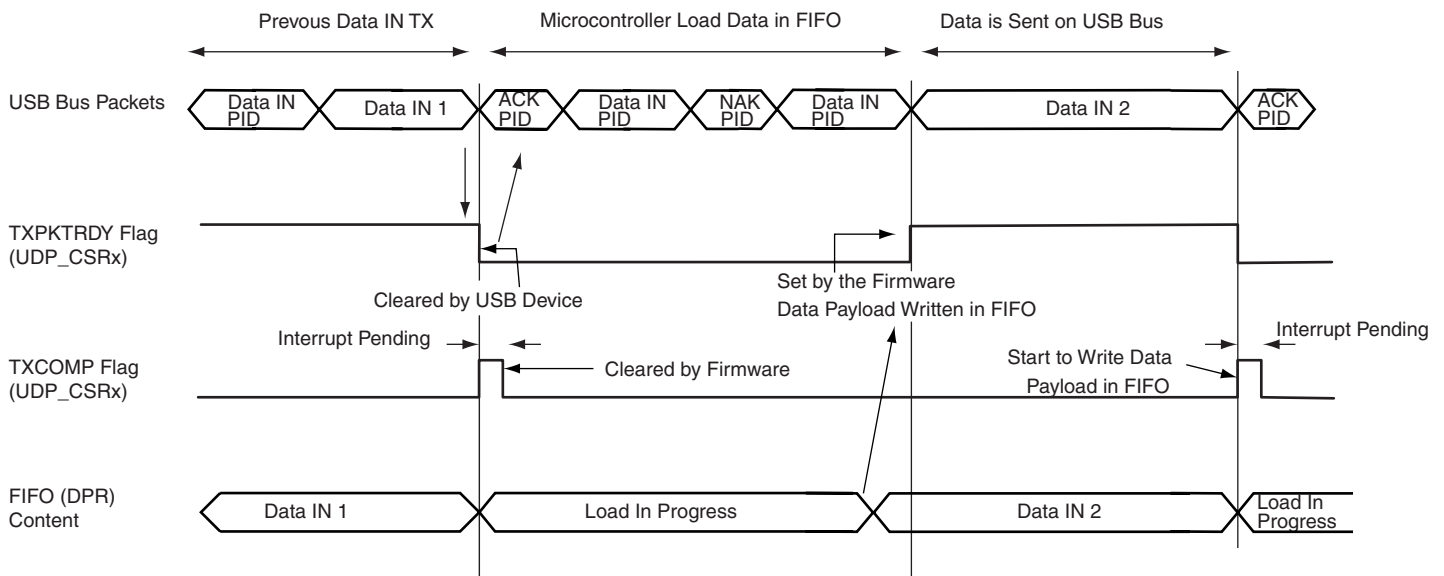 Prevous Data IN TX
Microcontroller Load Data in FIFO
Data is Sent on USB Bus
USB Bus Packets
Data IN
PID
Data IN 1
ACK
PID
Data IN
PID
NAK
PID
Data IN
PID
Data IN 2
ACK
PID
TXPKTRDY Flag
(UDP_CSRx)
Cleared by USB Device
Set by the Firmware
Data Payload Written in FIFO
Interrupt Pending
Interrupt Pending
TXCOMP Flag
(UDP_CSRx)
Cleared by Firmware
Start to Write Data
Payload in FIFO
FIFO (DPR)
Content
Data IN 1
Load In Progress
Data IN 2
Load In
Progress